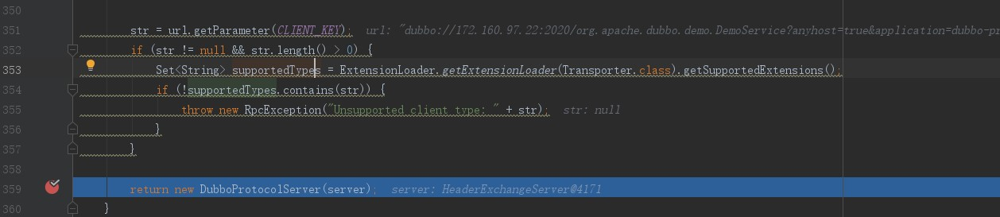 350
351 str = url.getParameter(CLIENT_KEY); url: "dubbo://172.160.97.22:2020/org.apache.dubbo.demo.DemoService?anyhost=true&application=dubbo-pr
352 if (str != null && str.length() > 0) {
353 Set<String> supportedTypes = ExtensionLoader.getExtensionLoader(Transporter.class).getSupportedExtensions();
354 if (!supportedTypes.contains(str)) {
355 throw new RpcException("Unsupported client type: " + str); str: null
356 }
357 }
358
359 return new DubboProtocolServer(server); server: HeaderExchangeServer@4171
360 }